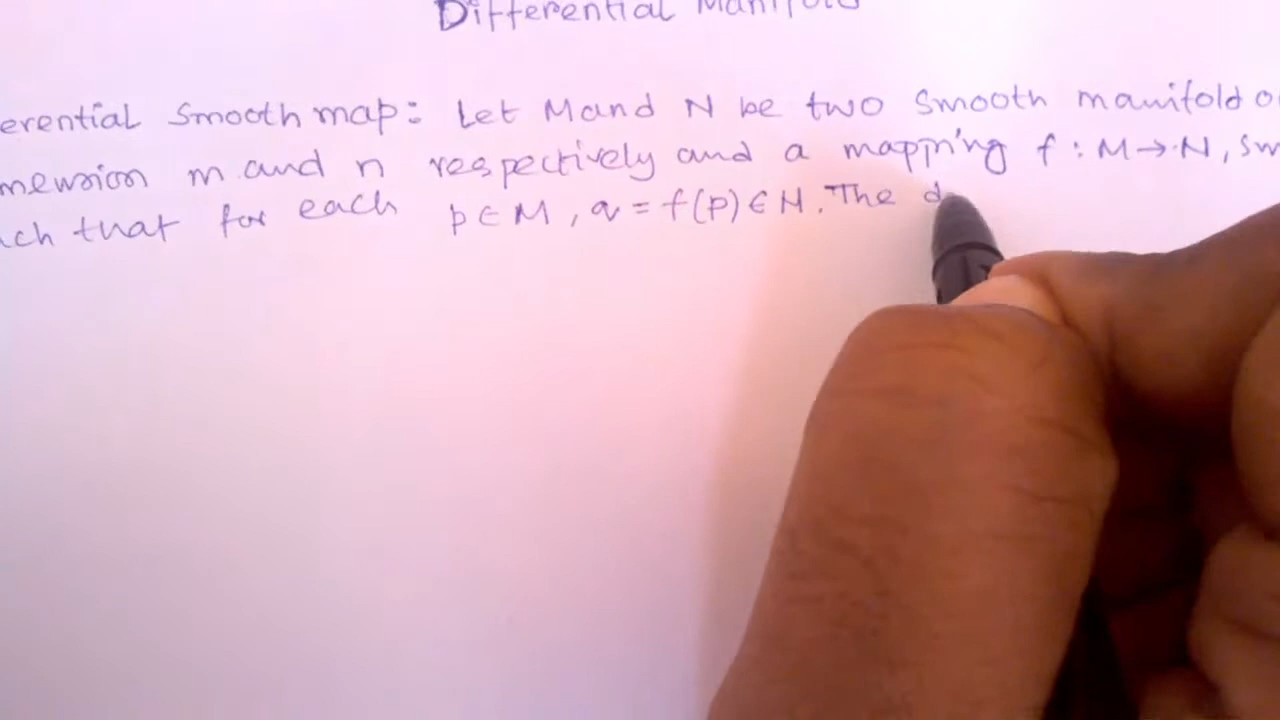 Differential Manifold
erential Smooth map: Let M and N be two smooth manifold o
mension m and n respectively and a mapping f : M → N, sm
ch that for each p ∈ M, q = f(p) ∈ N. The d